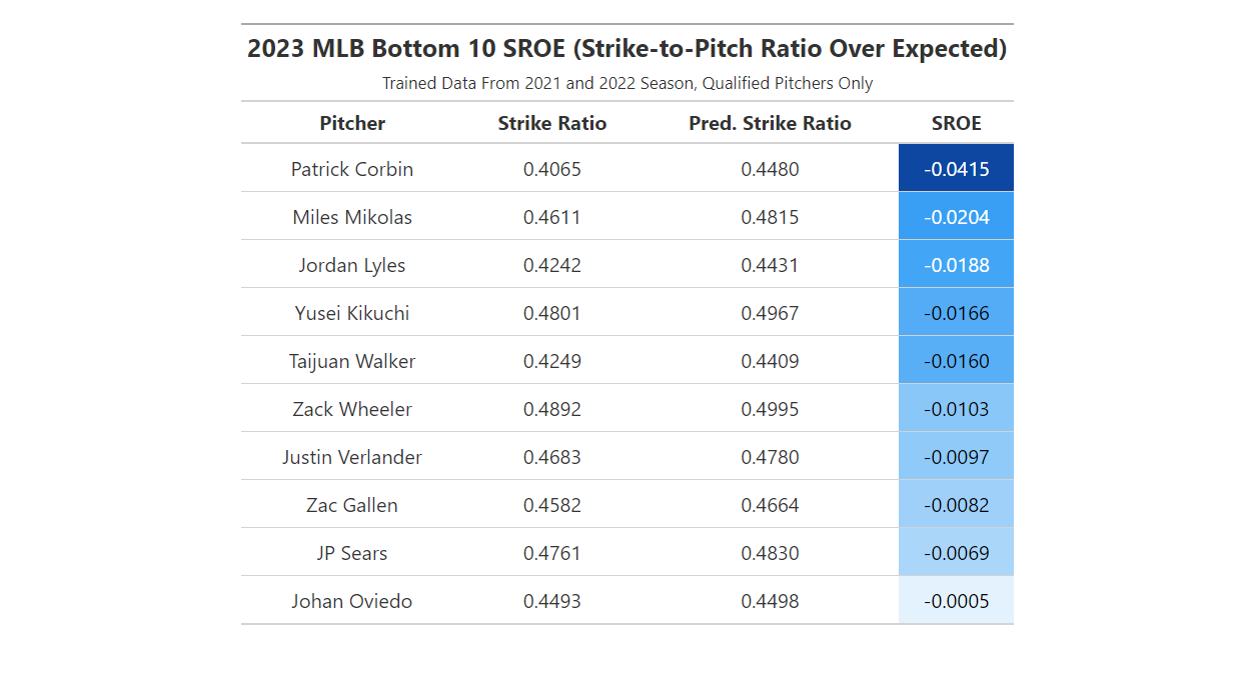 2023 MLB Bottom 10 SROE (Strike-to-Pitch Ratio Over Expected)
Trained Data From 2021 and 2022 Season, Qualified Pitchers Only
Pitcher Strike Ratio Pred. Strike Ratio SROE
Patrick Corbin 0.4065 0.4480 -0.0415
Miles Mikolas 0.4611 0.4815 -0.0204
Jordan Lyles 0.4242 0.4431 -0.0188
Yusei Kikuchi 0.4801 0.4967 -0.0166
Taijuan Walker 0.4249 0.4409 -0.0160
Zack Wheeler 0.4892 0.4995 -0.0103
Justin Verlander 0.4683 0.4780 -0.0097
Zac Gallen 0.4582 0.4664 -0.0082
JP Sears 0.4761 0.4830 -0.0069
Johan Oviedo 0.4493 0.4498 -0.0005